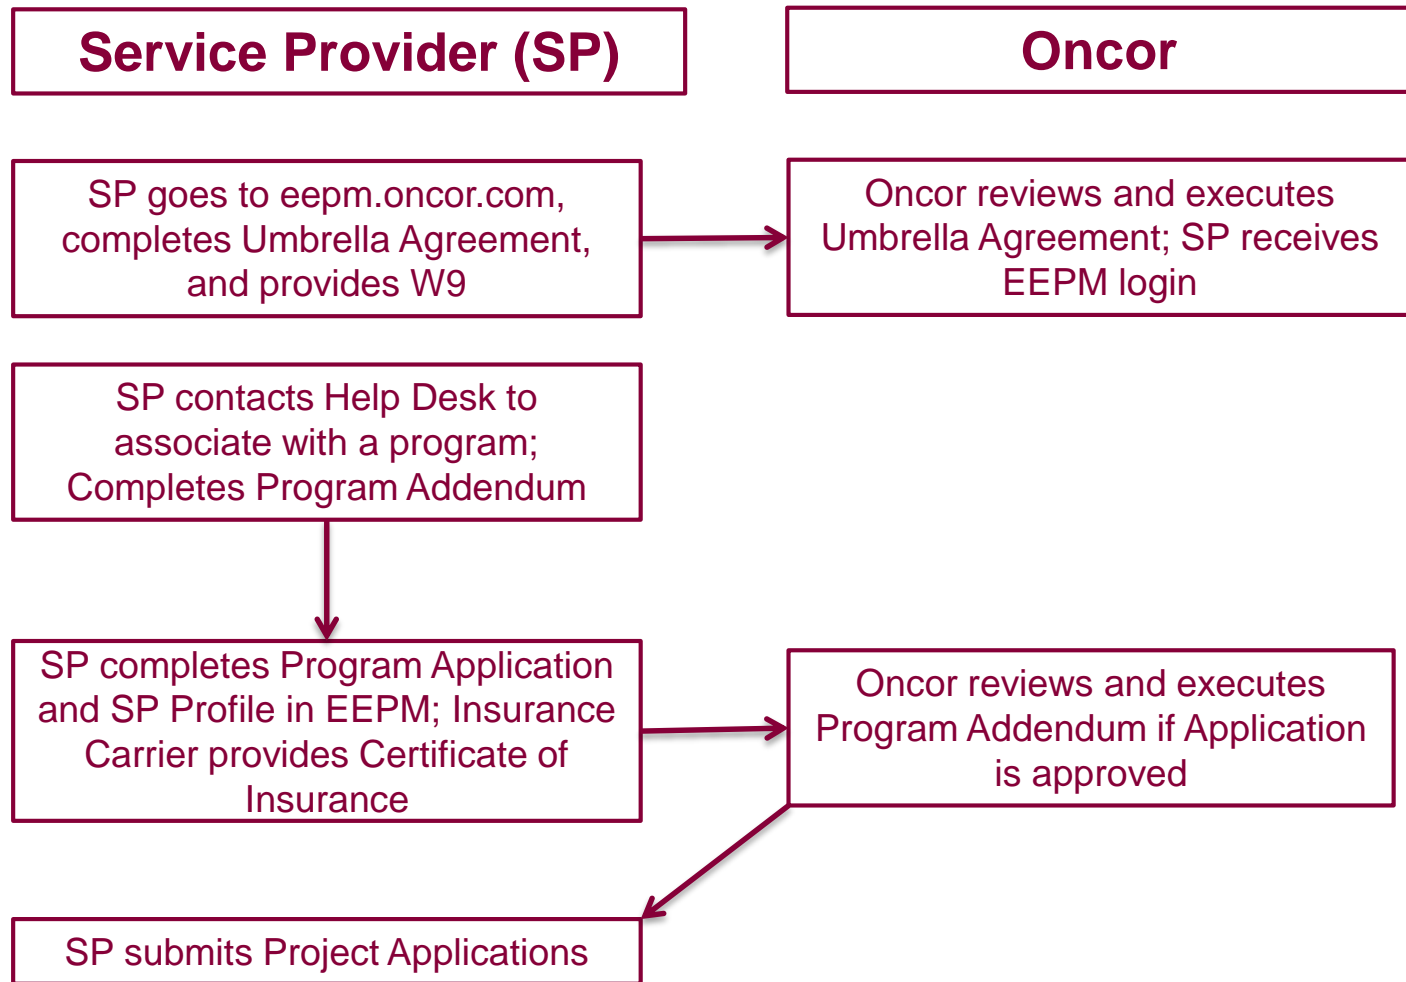 Service Provider (SP)
Oncor
SP goes to eepm.oncor.com,
completes Umbrella Agreement,
and provides W9
Oncor reviews and executes
Umbrella Agreement; SP receives
EEPM login
SP contacts Help Desk to
associate with a program;
Completes Program Addendum
SP completes Program Application
and SP Profile in EEPM; Insurance
Carrier provides Certificate of
Insurance
Oncor reviews and executes
Program Addendum if Application
is approved
SP submits Project Applications